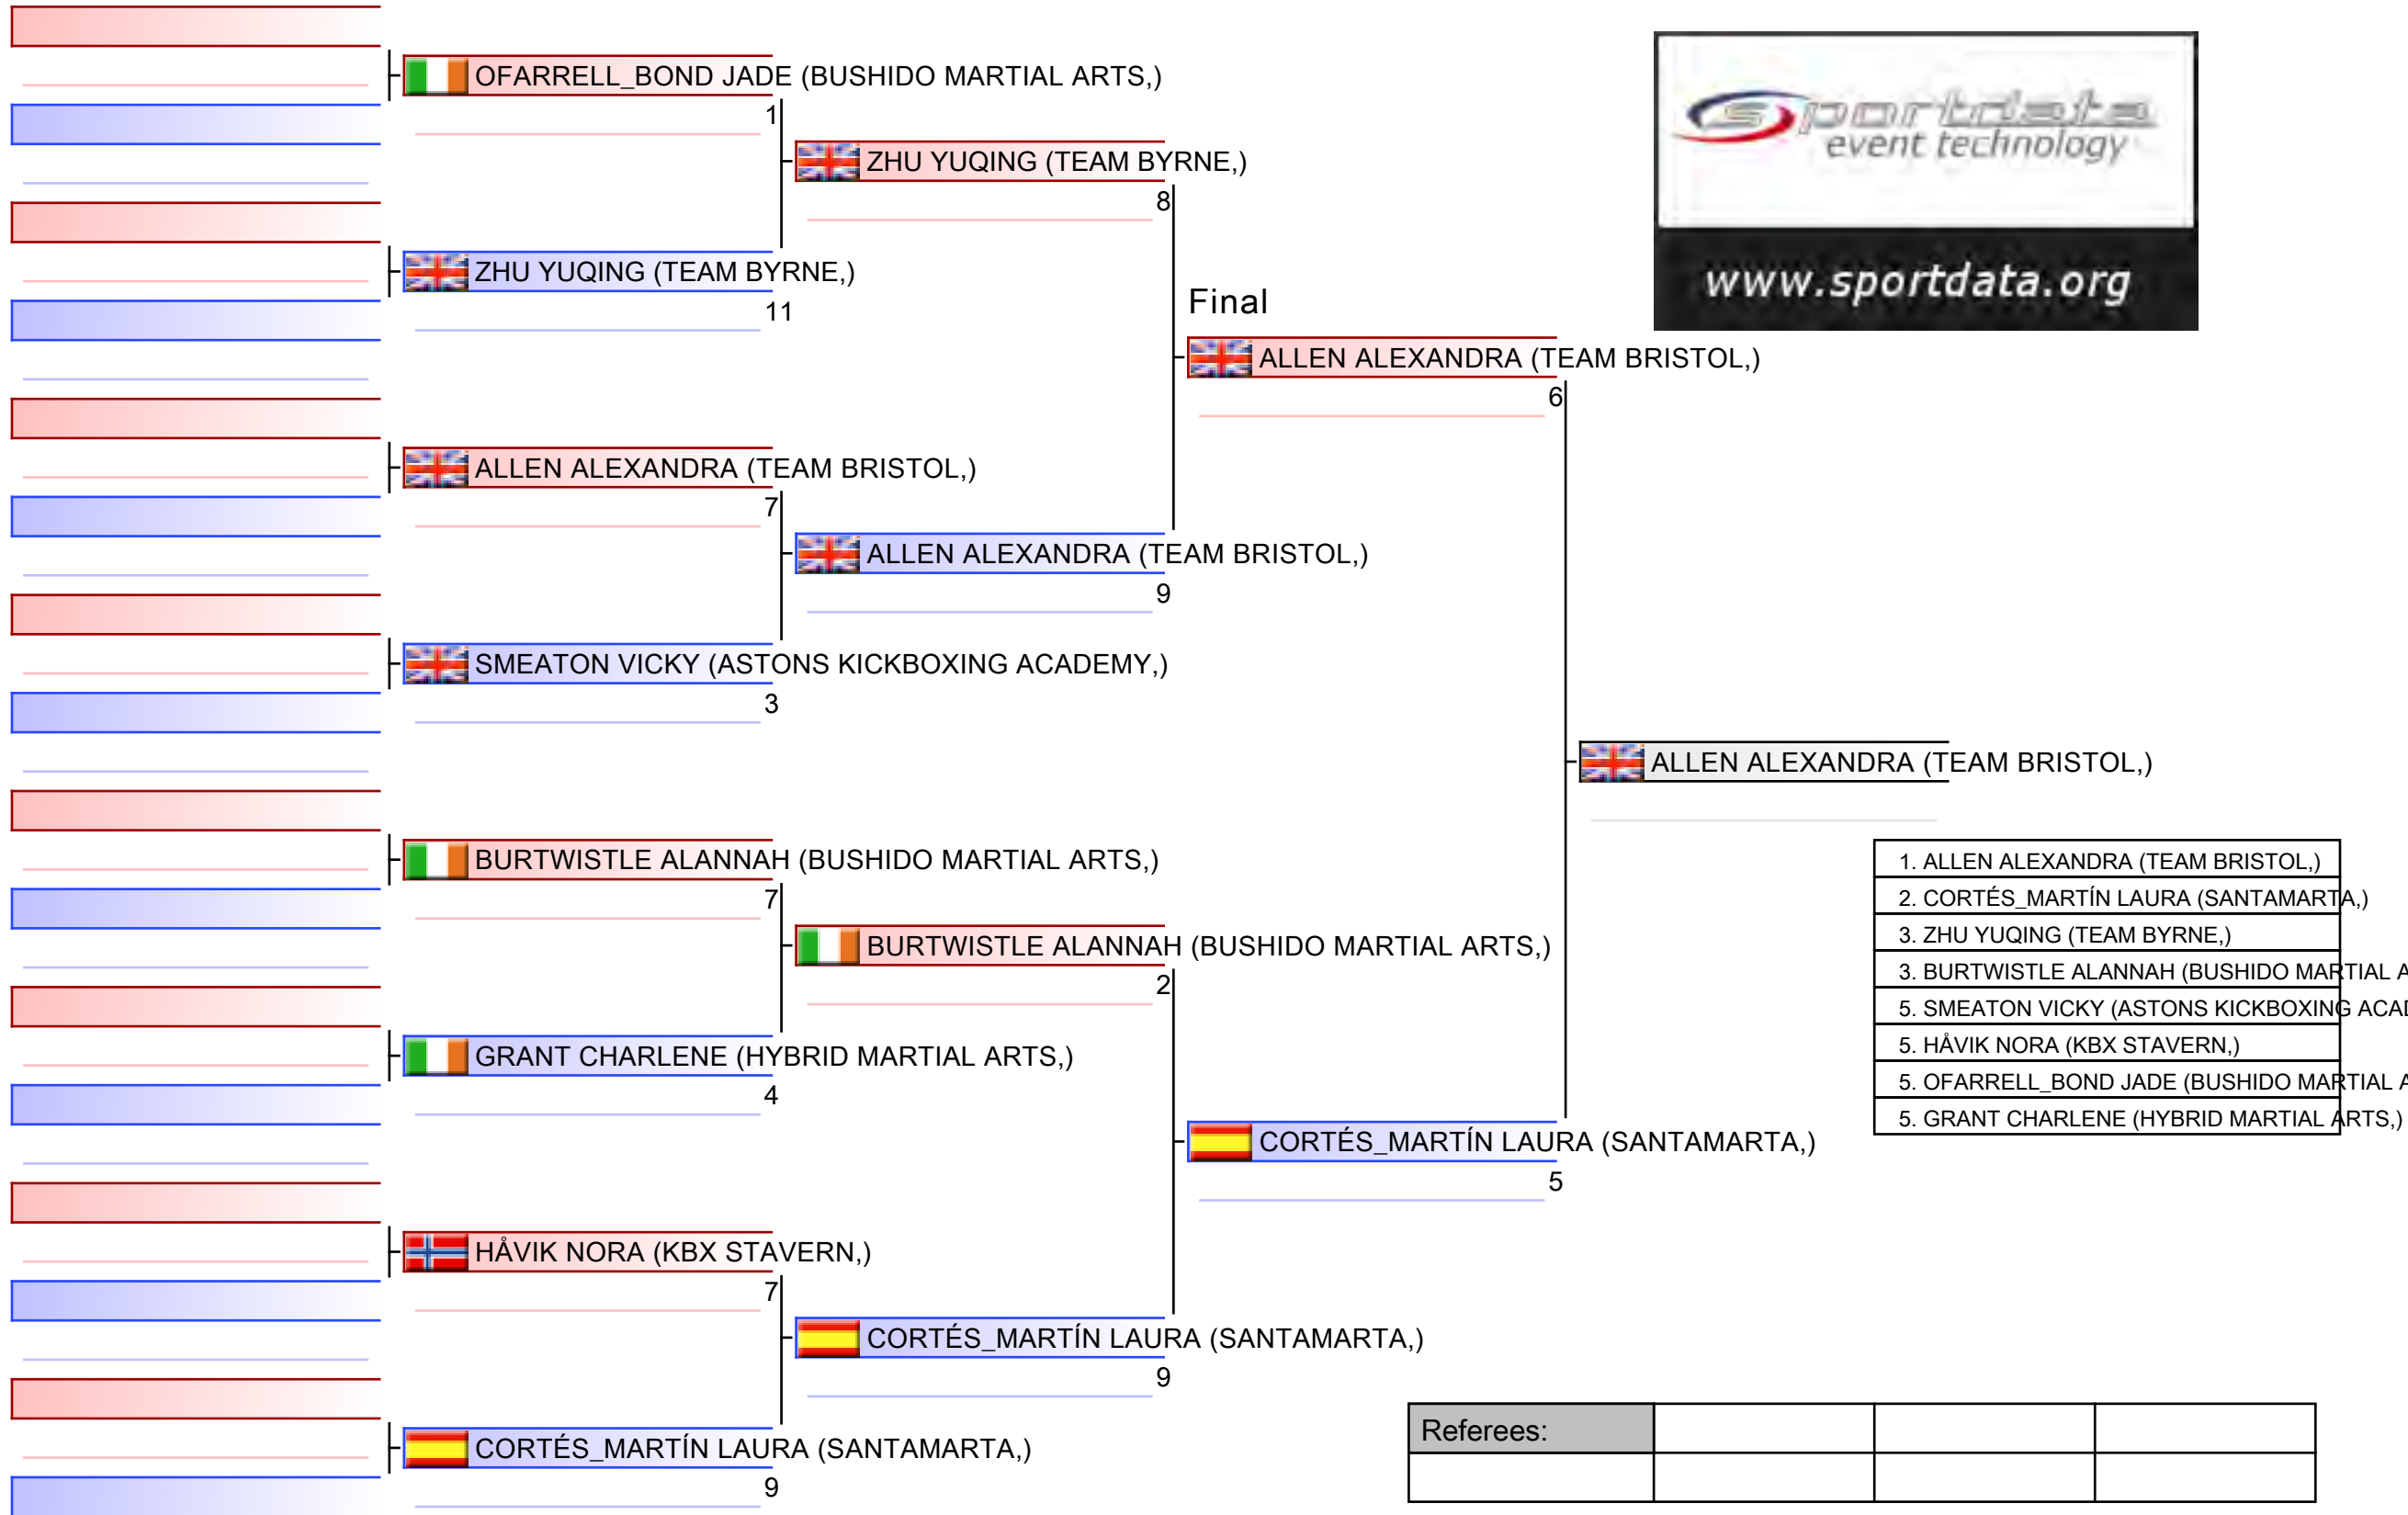 OFARRELL_BOND JADE (BUSHIDO MARTIAL ARTS,)
1
ZHU YUQING (TEAM BYRNE,)
11
ALLEN ALEXANDRA (TEAM BRISTOL,)
7
SMEATON VICKY (ASTONS KICKBOXING ACADEMY,)
3
BURTWISTLE ALANNAH (BUSHIDO MARTIAL ARTS,)
7
GRANT CHARLENE (HYBRID MARTIAL ARTS,)
4
HÅVIK NORA (KBX STAVERN,)
7
CORTÉS_MARTÍN LAURA (SANTAMARTA,)
9
ZHU YUQING (TEAM BYRNE,)
8
ALLEN ALEXANDRA (TEAM BRISTOL,)
9
BURTWISTLE ALANNAH (BUSHIDO MARTIAL ARTS,)
2
CORTÉS_MARTÍN LAURA (SANTAMARTA,)
9
Final
ALLEN ALEXANDRA (TEAM BRISTOL,)
6
CORTÉS_MARTÍN LAURA (SANTAMARTA,)
5
ALLEN ALEXANDRA (TEAM BRISTOL,)
sportdata
event technology
www.sportdata.org
1. ALLEN ALEXANDRA (TEAM BRISTOL,)
2. CORTÉS_MARTÍN LAURA (SANTAMARTA,)
3. ZHU YUQING (TEAM BYRNE,)
3. BURTWISTLE ALANNAH (BUSHIDO MARTIAL A
5. SMEATON VICKY (ASTONS KICKBOXING ACA
5. HÅVIK NORA (KBX STAVERN,)
5. OFARRELL_BOND JADE (BUSHIDO MARTIAL A
5. GRANT CHARLENE (HYBRID MARTIAL ARTS,)
Referees: